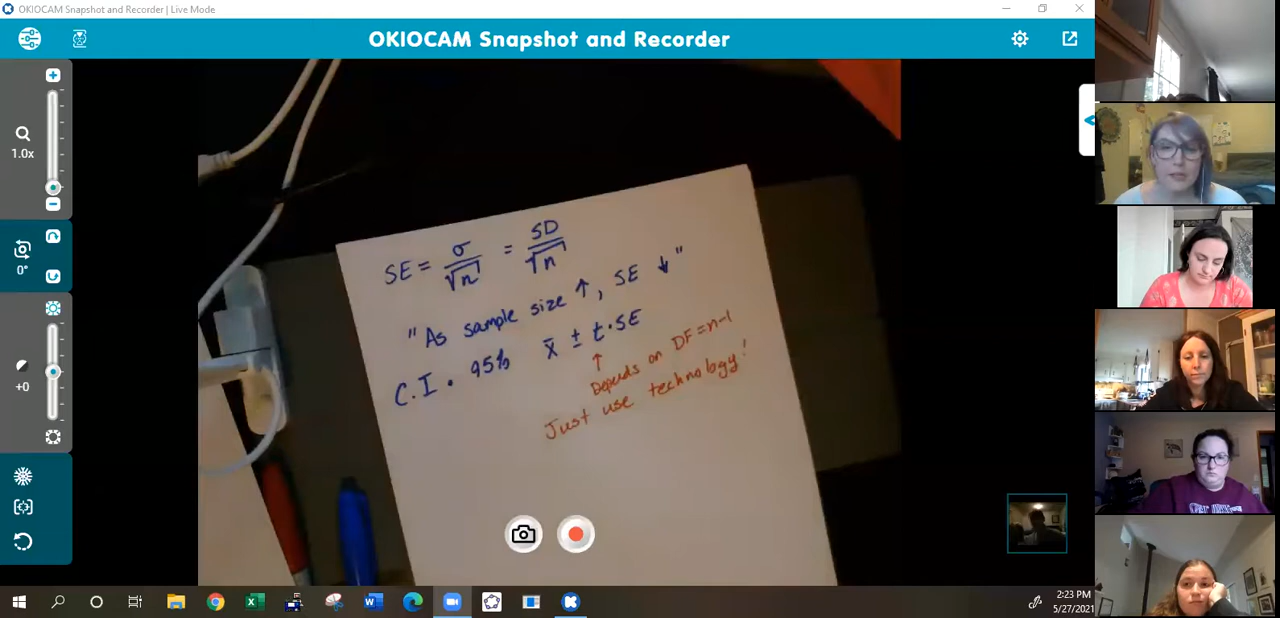 OKIOCAM Snapshot and Recorder | Live Mode
OKIOCAM Snapshot and Recorder
1.0x
0°
+0
SE = σ/√n = SD/√n
"As sample size ↑, SE ↓"
C.I. 95% x̄ ± t·SE
↑
Depends on DF = n-1
Just use technology!
2:23 PM
5/27/2021